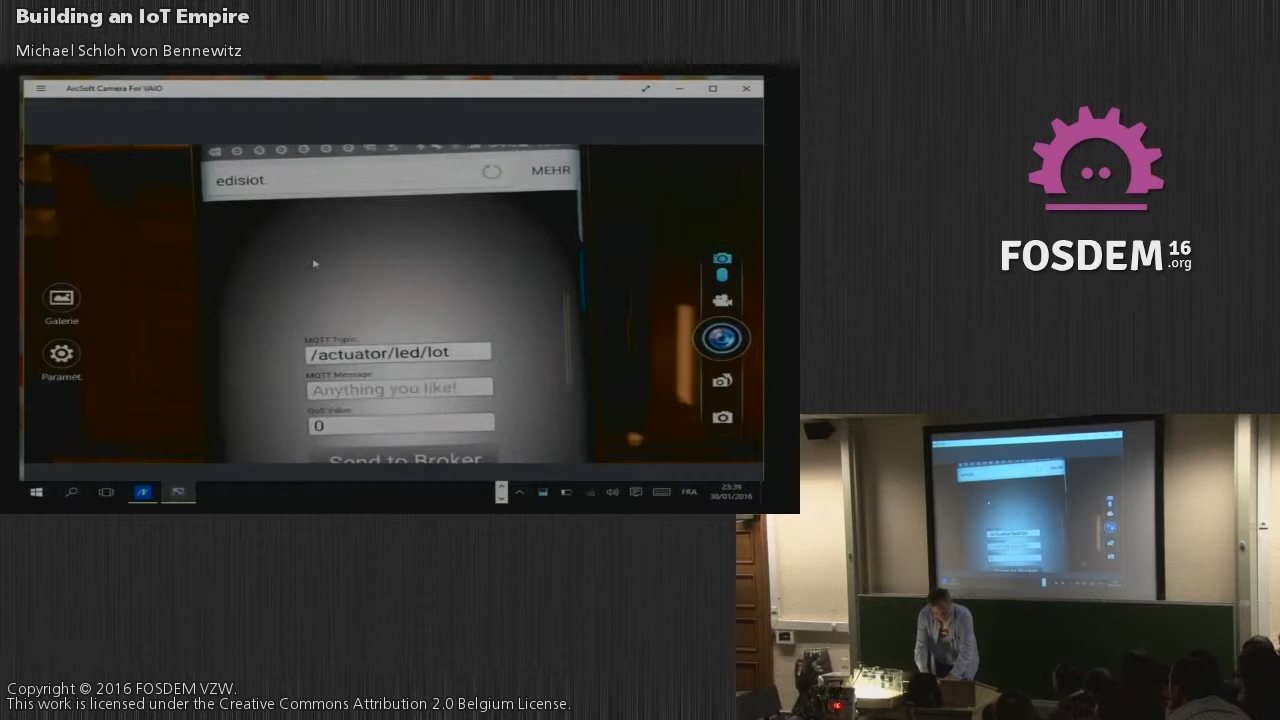 Building an IoT Empire
Michael Schloh von Bennewitz
ArcSoft Camera For VAIO
edisiot.
MEHR
MQTT Topic:
/actuator/led/lot
MQTT Message:
Anything you like!
QoS Value:
0
Send to Broker
Galerie
Paramét.
FRA
23:39
30/01/2016
FOSDEM 16
.org
Copyright © 2016 FOSDEM VZW.
This work is licensed under the Creative Commons Attribution 2.0 Belgium License.